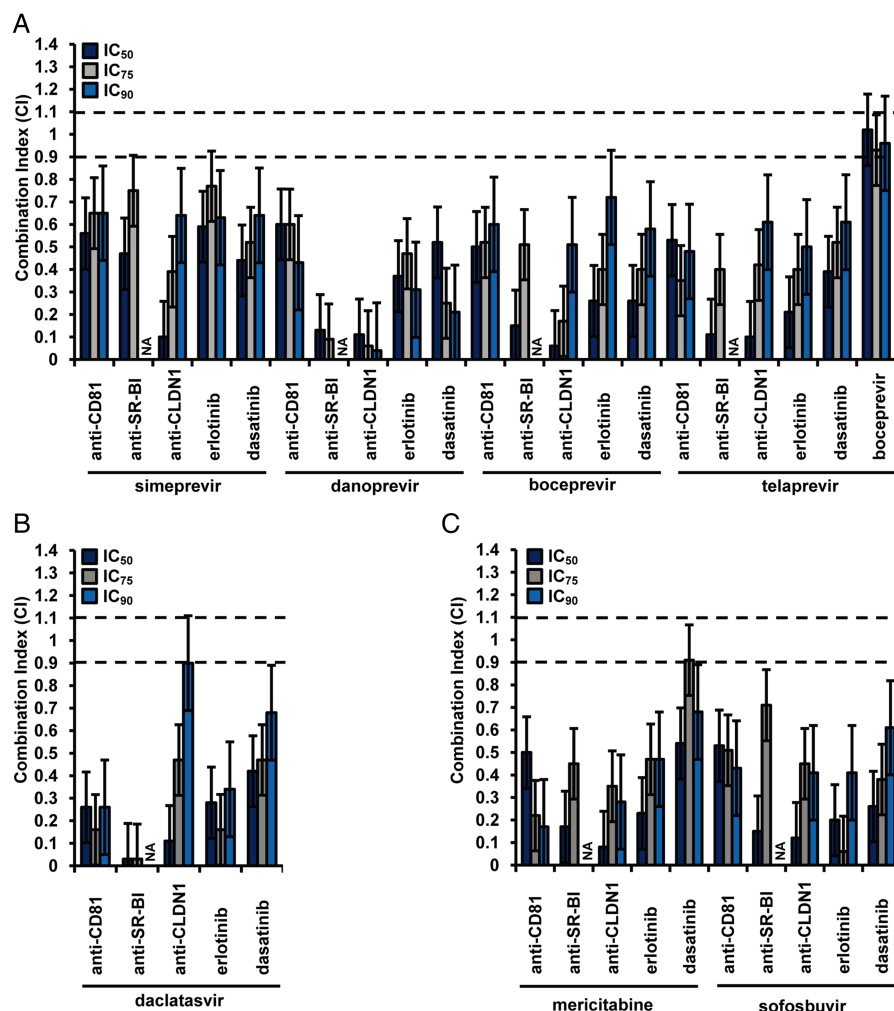 A
Combination Index (CI)
1.4
1.3
1.2
1.1
1
0.9
0.8
0.7
0.6
0.5
0.4
0.3
0.2
0.1
0
IC50
IC75
IC90
NA
NA
NA
NA
anti-CD81
anti-SR-BI
anti-CLDN1
erlotinib
dasatinib
anti-CD81
anti-SR-BI
anti-CLDN1
erlotinib
dasatinib
anti-CD81
anti-SR-BI
anti-CLDN1
erlotinib
dasatinib
anti-CD81
anti-SR-BI
anti-CLDN1
erlotinib
dasatinib
boceprevir
simeprevir
danoprevir
boceprevir
telaprevir
B
Combination Index (CI)
1.4
1.3
1.2
1.1
1
0.9
0.8
0.7
0.6
0.5
0.4
0.3
0.2
0.1
0
IC50
IC75
IC90
NA
anti-CD81
anti-SR-BI
anti-CLDN1
erlotinib
dasatinib
daclatasvir
C
Combination Index (CI)
1.4
1.3
1.2
1.1
1
0.9
0.8
0.7
0.6
0.5
0.4
0.3
0.2
0.1
0
IC50
IC75
IC90
NA
NA
anti-CD81
anti-SR-BI
anti-CLDN1
erlotinib
dasatinib
anti-CD81
anti-SR-BI
anti-CLDN1
erlotinib
dasatinib
mericitabine
sofosbuvir